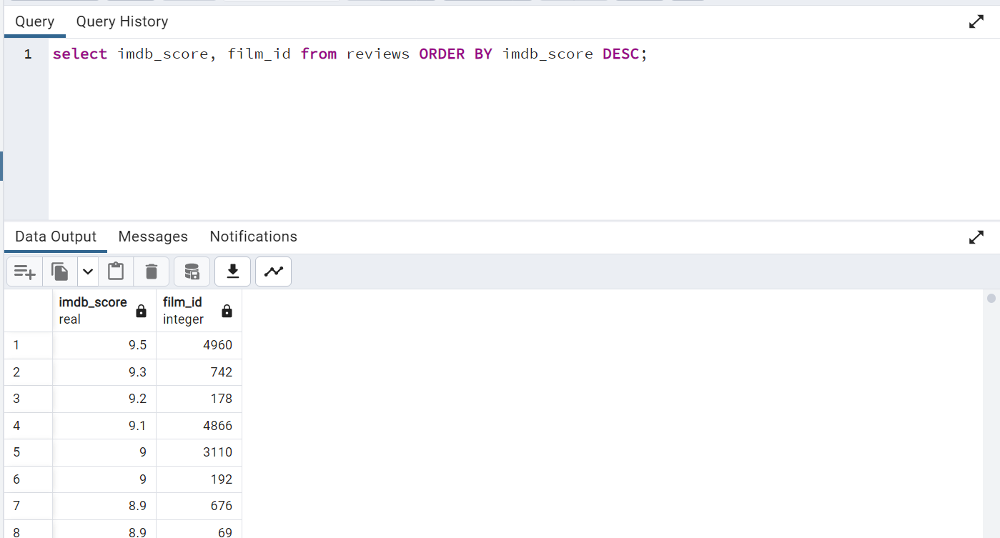 Query Query History
1 select imdb_score, film_id from reviews ORDER BY imdb_score DESC;
Data Output Messages Notifications
imdb_score film_id
real integer
1 9.5 4960
2 9.3 742
3 9.2 178
4 9.1 4866
5 9 3110
6 9 192
7 8.9 676
8 8.9 69